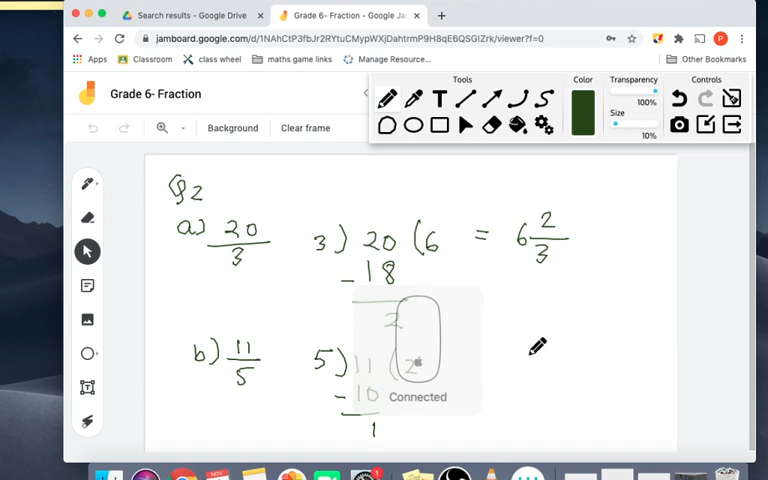 Search results - Google Drive
Grade 6- Fraction - Google Ja
jamboard.google.com/d/1NAhCtP3fbJr2RYtuCMypWXjDahtrmP9H8qE6QSGIZrk/viewer?f=0
P
Apps Classroom class wheel maths game links Manage Resource... Other Bookmarks
Grade 6- Fraction
Tools Color Transparency Controls
T
100%
Size
10%
Background Clear frame
Q2
a) 20/3 3) 20 (6 = 6 2/3
- 18
2
b) 11/5 5) 11 (2
- 10
1
Connected
NOV
1